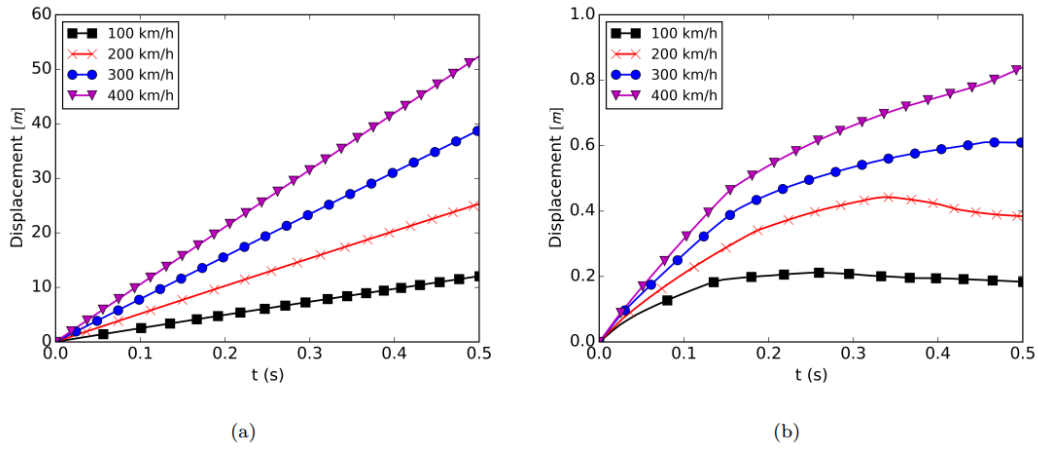 60
50
40
30
20
10
0
Displacement [m]
100 km/h
200 km/h
300 km/h
400 km/h
0.0 0.1 0.2 0.3 0.4 0.5
t (s)
(a)
1.0
0.8
0.6
0.4
0.2
0.0
Displacement [m]
100 km/h
200 km/h
300 km/h
400 km/h
0.0 0.1 0.2 0.3 0.4 0.5
t (s)
(b)